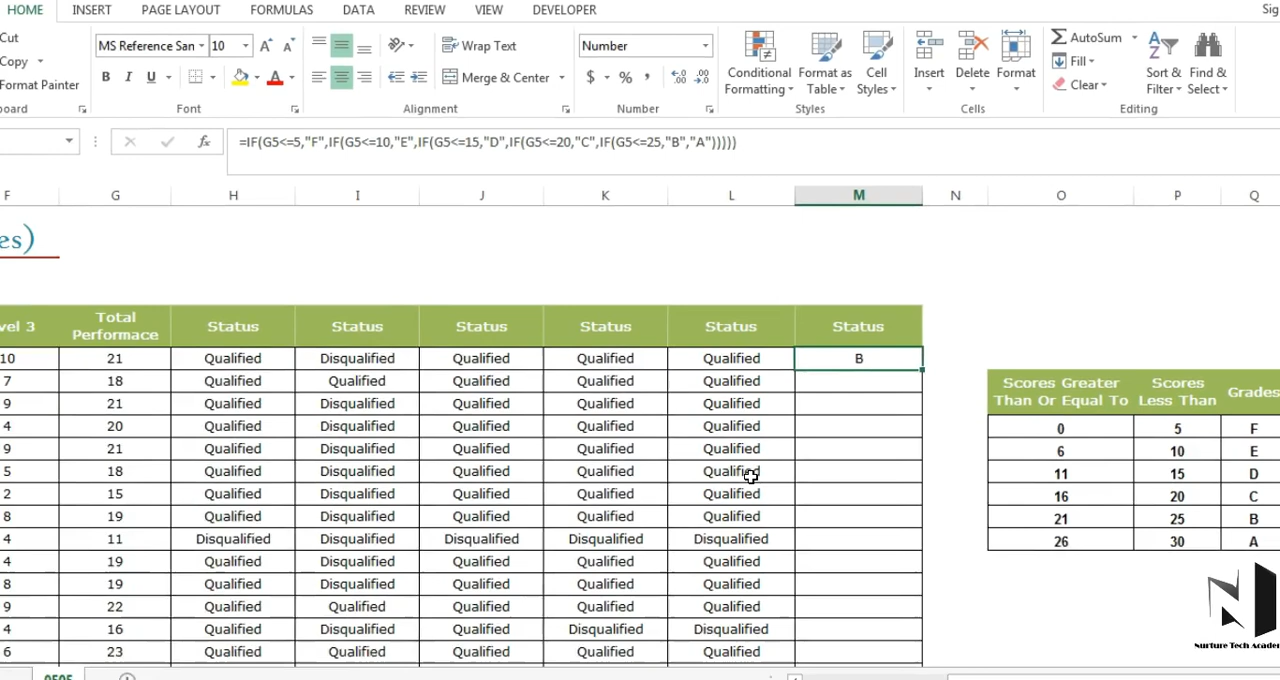 HOME INSERT PAGE LAYOUT FORMULAS DATA REVIEW VIEW DEVELOPER Sig
Cut MS Reference San 10 A A Wrap Text Number AutoSum
Copy Fill
Format Painter B I U A Merge & Center $ % , Conditional Formatting Format as Table Cell Styles Insert Delete Format Clear Sort & Filter Find & Select
board Font Alignment Number Styles Cells Editing
fx =IF(G5<=5,"F",IF(G5<=10,"E",IF(G5<=15,"D",IF(G5<=20,"C",IF(G5<=25,"B","A")))))
F G H I J K L M N O P Q
es)
vel 3 Total Performace Status Status Status Status Status Status
10 21 Qualified Disqualified Qualified Qualified Qualified B
7 18 Qualified Qualified Qualified Qualified Qualified
9 21 Qualified Disqualified Qualified Qualified Qualified
4 20 Qualified Disqualified Qualified Qualified Qualified
9 21 Qualified Disqualified Qualified Qualified Qualified
5 18 Qualified Disqualified Qualified Qualified Qualified
2 15 Qualified Disqualified Qualified Qualified Qualified
8 19 Qualified Disqualified Qualified Qualified Qualified
4 11 Disqualified Disqualified Disqualified Disqualified Disqualified
4 19 Qualified Disqualified Qualified Qualified Qualified
8 19 Qualified Disqualified Qualified Qualified Qualified
9 22 Qualified Qualified Qualified Qualified Qualified
4 16 Qualified Disqualified Qualified Disqualified Disqualified
6 23 Qualified Qualified Qualified Qualified Qualified
Scores Greater Scores Grades
Than Or Equal To Less Than
0 5 F
6 10 E
11 15 D
16 20 C
21 25 B
26 30 A
Nurture Tech Academ
0505